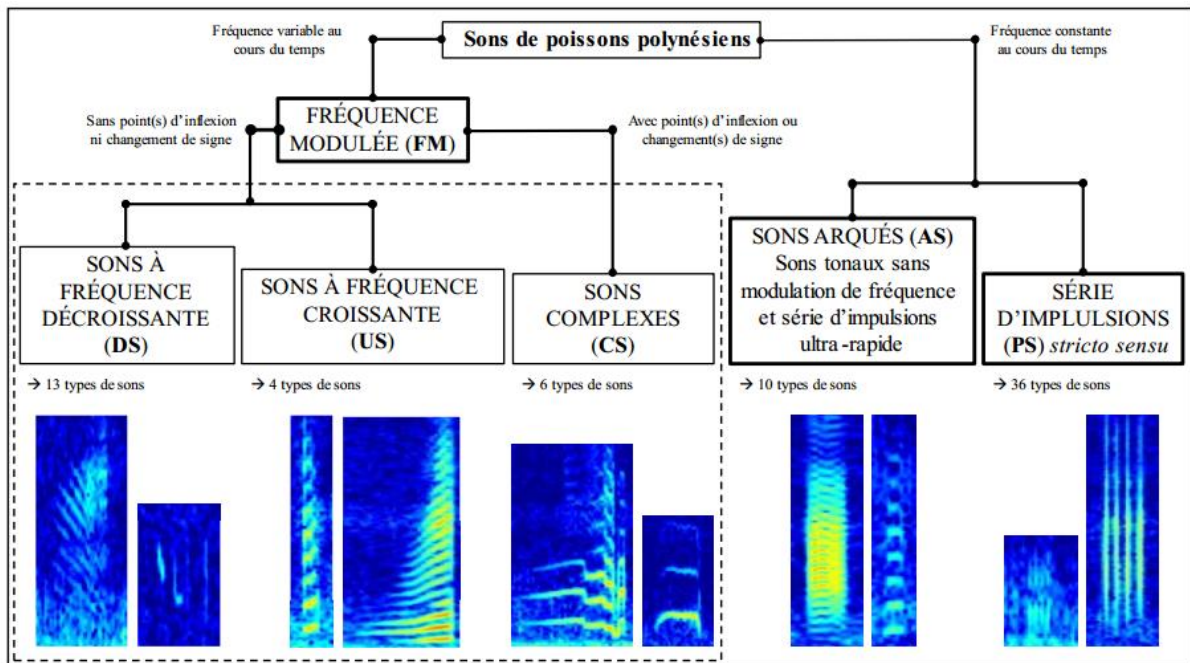 Fréquence variable au
cours du temps
Sons de poissons polynésiens
Fréquence constante
au cours du temps
Sans point(s) d’inflexion
ni changement de signe
FRÉQUENCE
MODULÉE (FM)
Avec point(s) d’inflexion ou
changement(s) de signe
SONS À
FRÉQUENCE
DÉCROISSANTE
(DS)
SONS À FRÉQUENCE
CROISSANTE
(US)
SONS
COMPLEXES
(CS)
SONS ARQUÉS (AS)
Sons tonaux sans
modulation de fréquence
et série d’impulsions
ultra-rapide
SÉRIE
D’IMPLULSIONS
(PS) stricto sensu
→ 13 types de sons
→ 4 types de sons
→ 6 types de sons
→ 10 types de sons
→ 36 types de sons